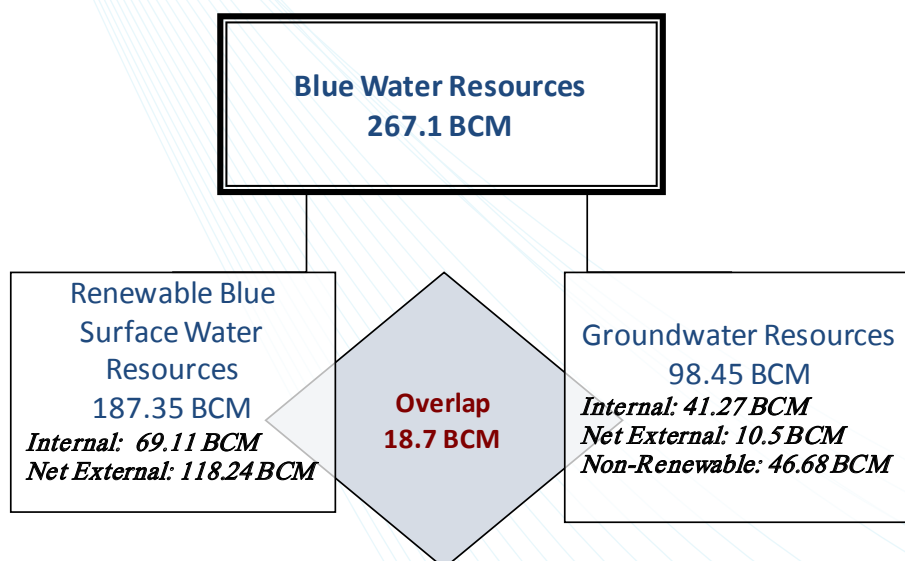 Blue Water Resources
267.1 BCM
Renewable Blue
Surface Water
Resources
187.35 BCM
Internal: 69.11 BCM
Net External: 118.24 BCM
Overlap
18.7 BCM
Groundwater Resources
98.45 BCM
Internal: 41.27 BCM
Net External: 10.5 BCM
Non-Renewable: 46.68 BCM